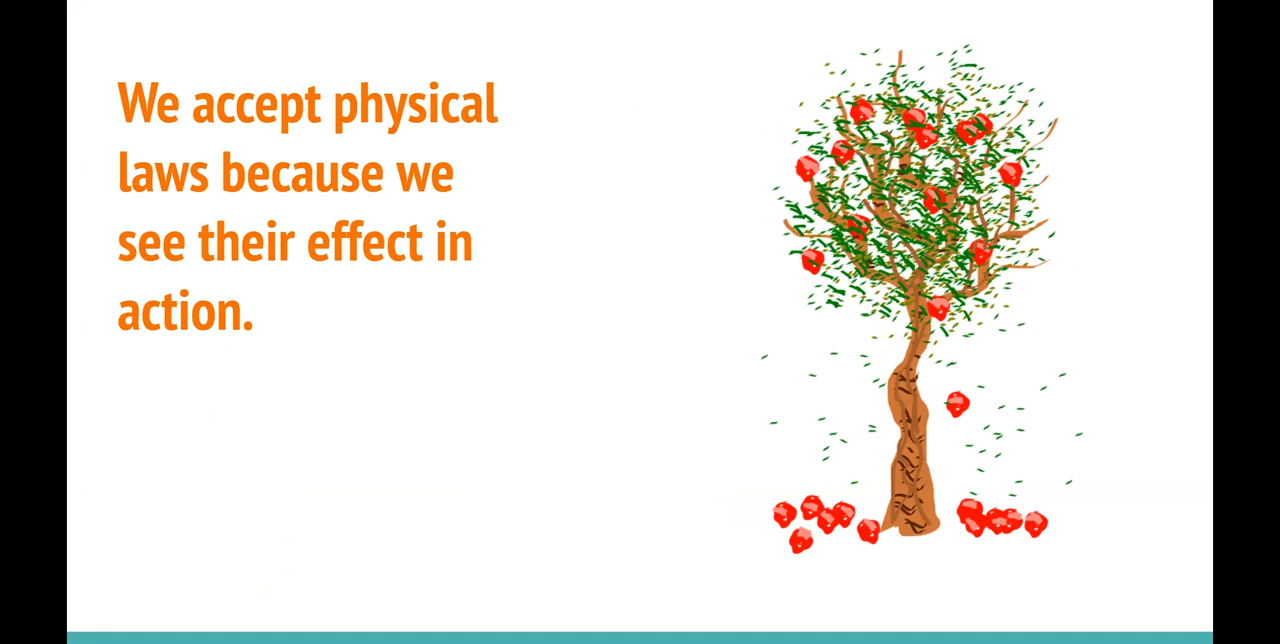 We accept physical
laws because we
see their effect in
action.